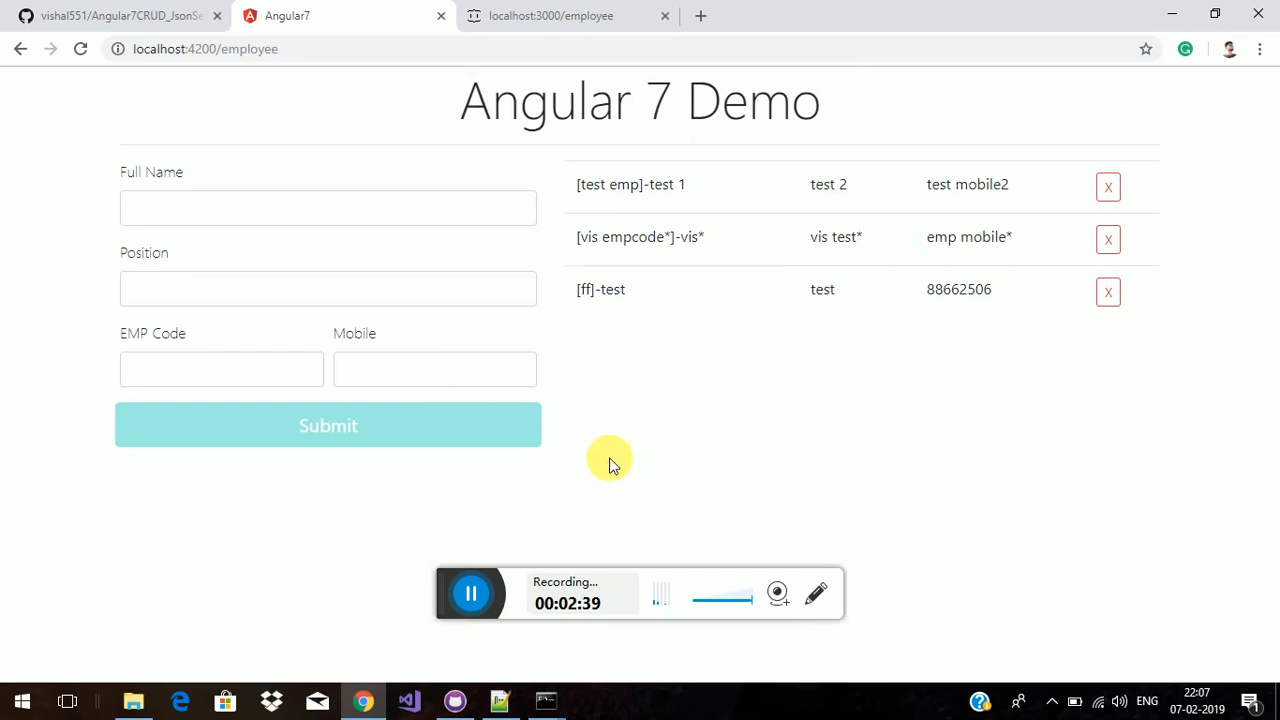 vishal551/Angular7CRUD_JsonSe
Angular7
localhost:3000/employee
localhost:4200/employee
Angular 7 Demo
Full Name
Position
EMP Code Mobile
Submit
[test emp]-test 1 test 2 test mobile2 X
[vis empcode*]-vis* vis test* emp mobile* X
[ff]-test test 88662506 X
Recording...
00:02:39
ENG
22:07
07-02-2019